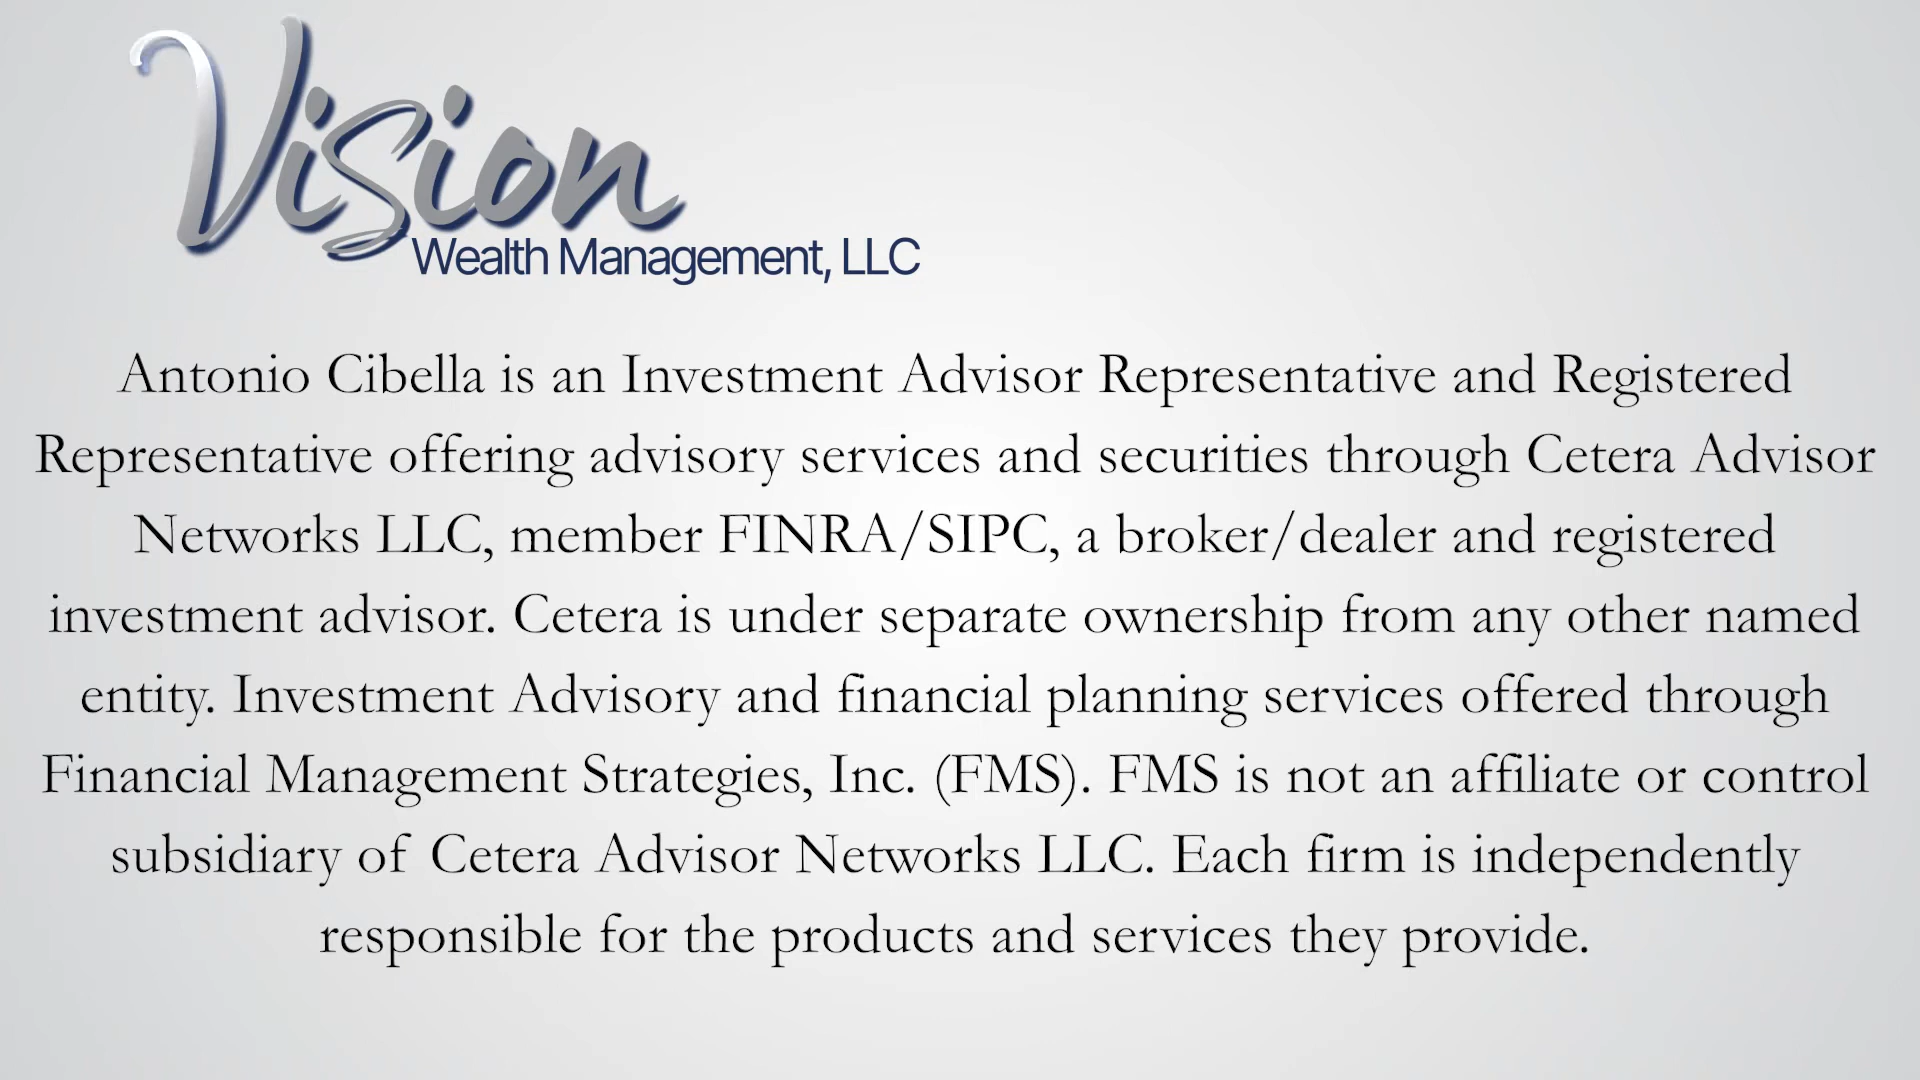 Vision
Wealth Management, LLC
Antonio Cibella is an Investment Advisor Representative and Registered
Representative offering advisory services and securities through Cetera Advisor
Networks LLC, member FINRA/SIPC, a broker/dealer and registered
investment advisor. Cetera is under separate ownership from any other named
entity. Investment Advisory and financial planning services offered through
Financial Management Strategies, Inc. (FMS). FMS is not an affiliate or control
subsidiary of Cetera Advisor Networks LLC. Each firm is independently
responsible for the products and services they provide.